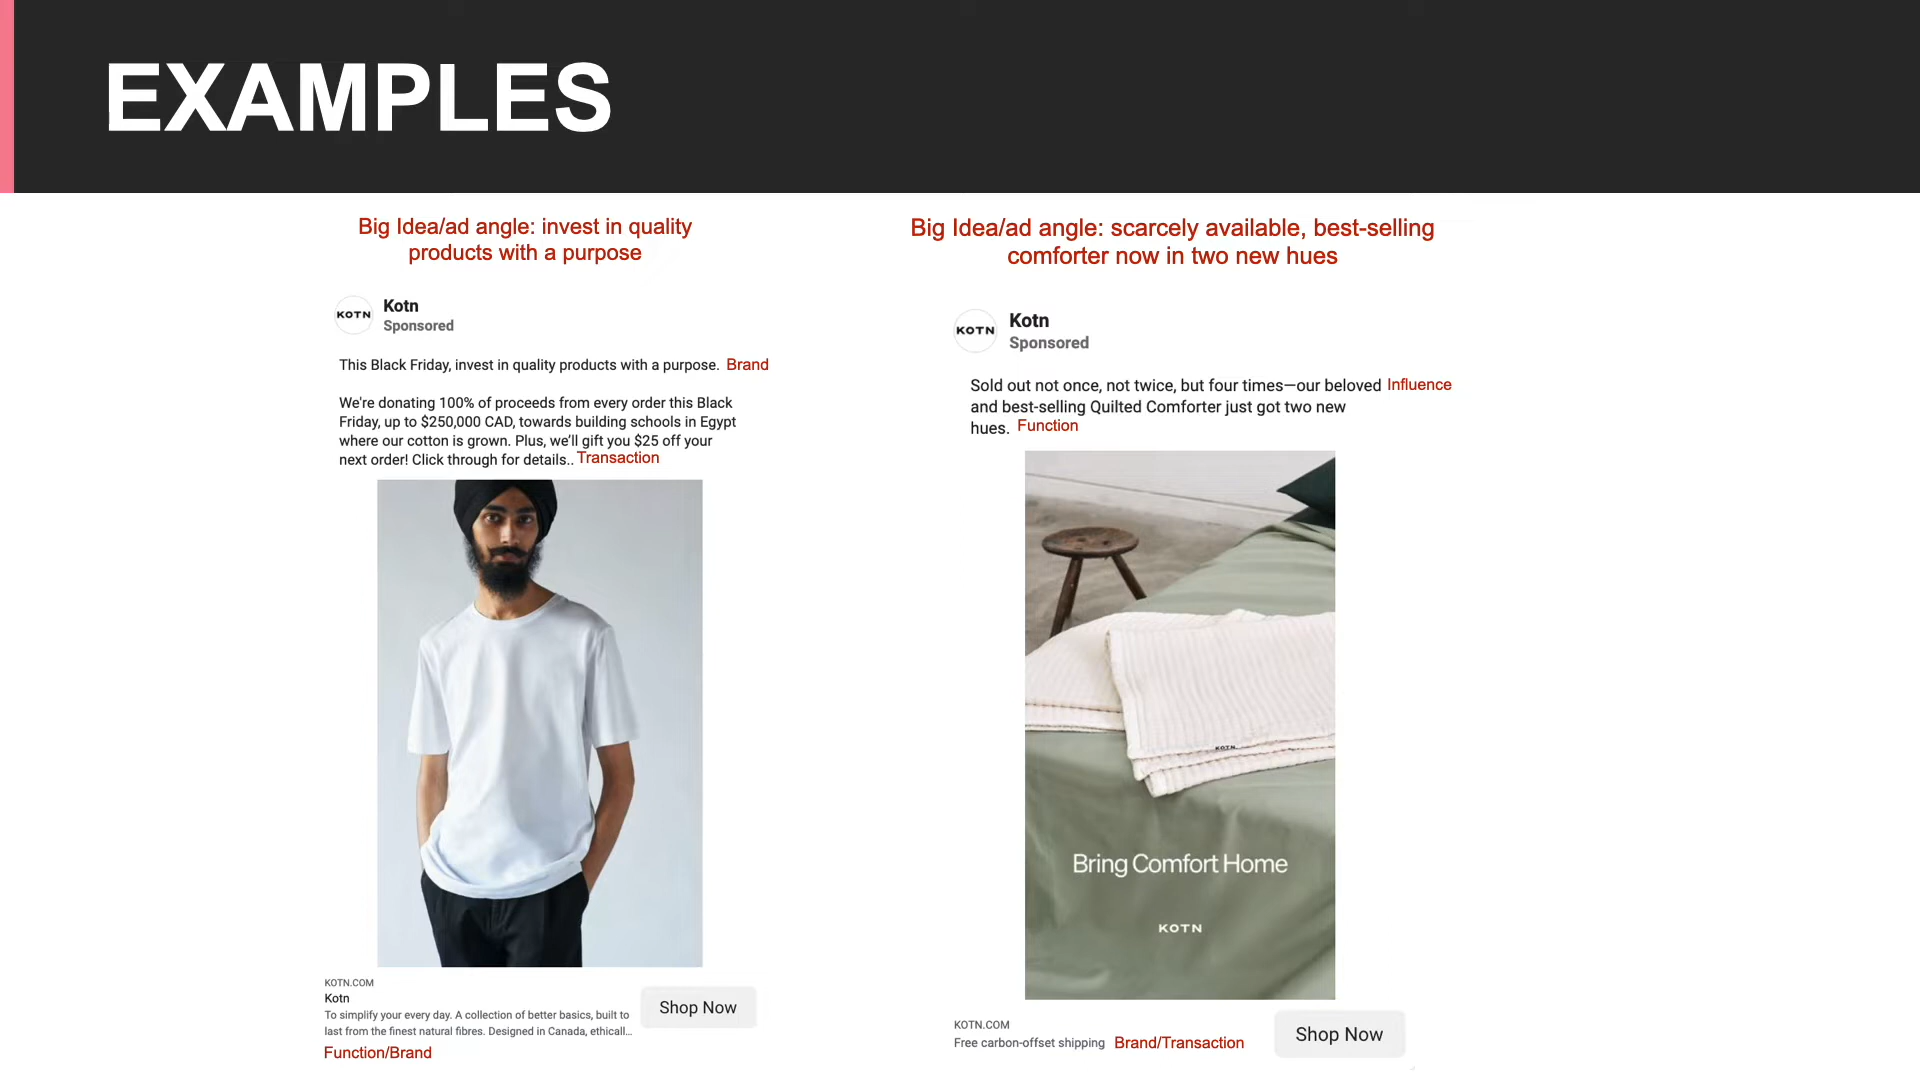 EXAMPLES
Big Idea/ad angle: invest in quality
products with a purpose
KOTN
Kotn
Sponsored
This Black Friday, invest in quality products with a purpose. Brand
We're donating 100% of proceeds from every order this Black
Friday, up to $250,000 CAD, towards building schools in Egypt
where our cotton is grown. Plus, we'll gift you $25 off your
next order! Click through for details.. Transaction
KOTN.COM
Kotn
To simplify your every day. A collection of better basics, built to
last from the finest natural fibres. Designed in Canada, ethicall...
Shop Now
Function/Brand
Big Idea/ad angle: scarcely available, best-selling
comforter now in two new hues
KOTN
Kotn
Sponsored
Sold out not once, not twice, but four times—our beloved Influence
and best-selling Quilted Comforter just got two new
hues. Function
KOTN
Bring Comfort Home
KOTN
KOTN.COM
Free carbon-offset shipping Brand/Transaction
Shop Now